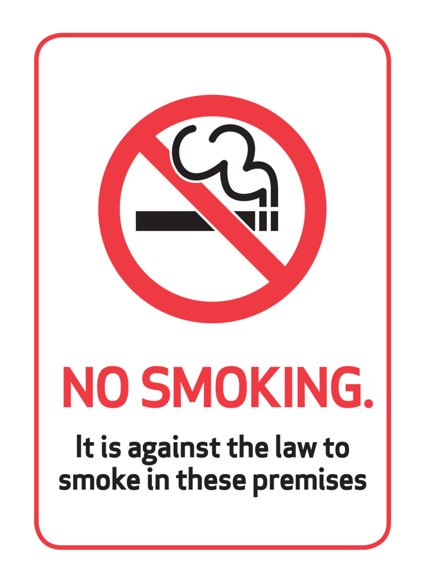 NO SMOKING.
It is against the law to
smoke in these premises